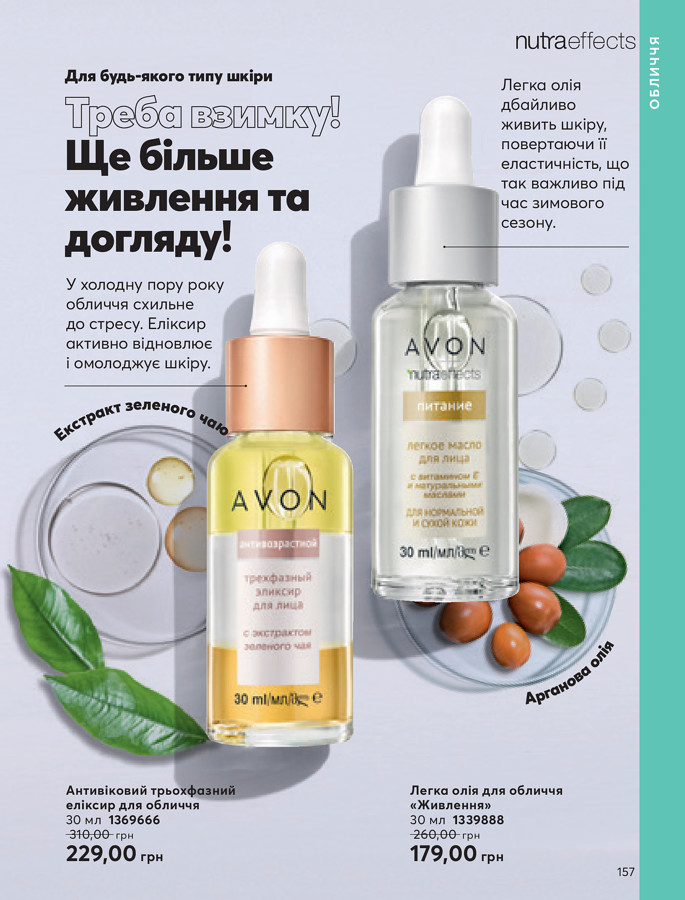 nutraeffects
ОБЛИЧЧЯ
Для будь-якого типу шкіри
Треба взимку!
Ще більше
живлення та
догляду!
У холодну пору року
обличчя схильне
до стресу. Еліксир
активно відновлює
і омолоджує шкіру.
Легка олія
дбайливо
живить шкіру,
повертаючи її
еластичність, що
так важливо під
час зимового
сезону.
Екстракт зеленого чаю
AVON
антивозрастной
трехфазный
эликсир
для лица
с экстрактом
зеленого чая
30 ml/мл/
AVON
nutraeffects
питание
легкое масло
для лица
с витамином Е
и натуральными
маслами
ДЛЯ НОРМАЛЬНОЙ
И СУХОЙ КОЖИ
30 ml/мл/
Арганова олія
Антивіковий трьохфазний
еліксир для обличчя
30 мл 1369666
310,00 грн
229,00 грн
Легка олія для обличчя
«Живлення»
30 мл 1339888
260,00 грн
179,00 грн
157